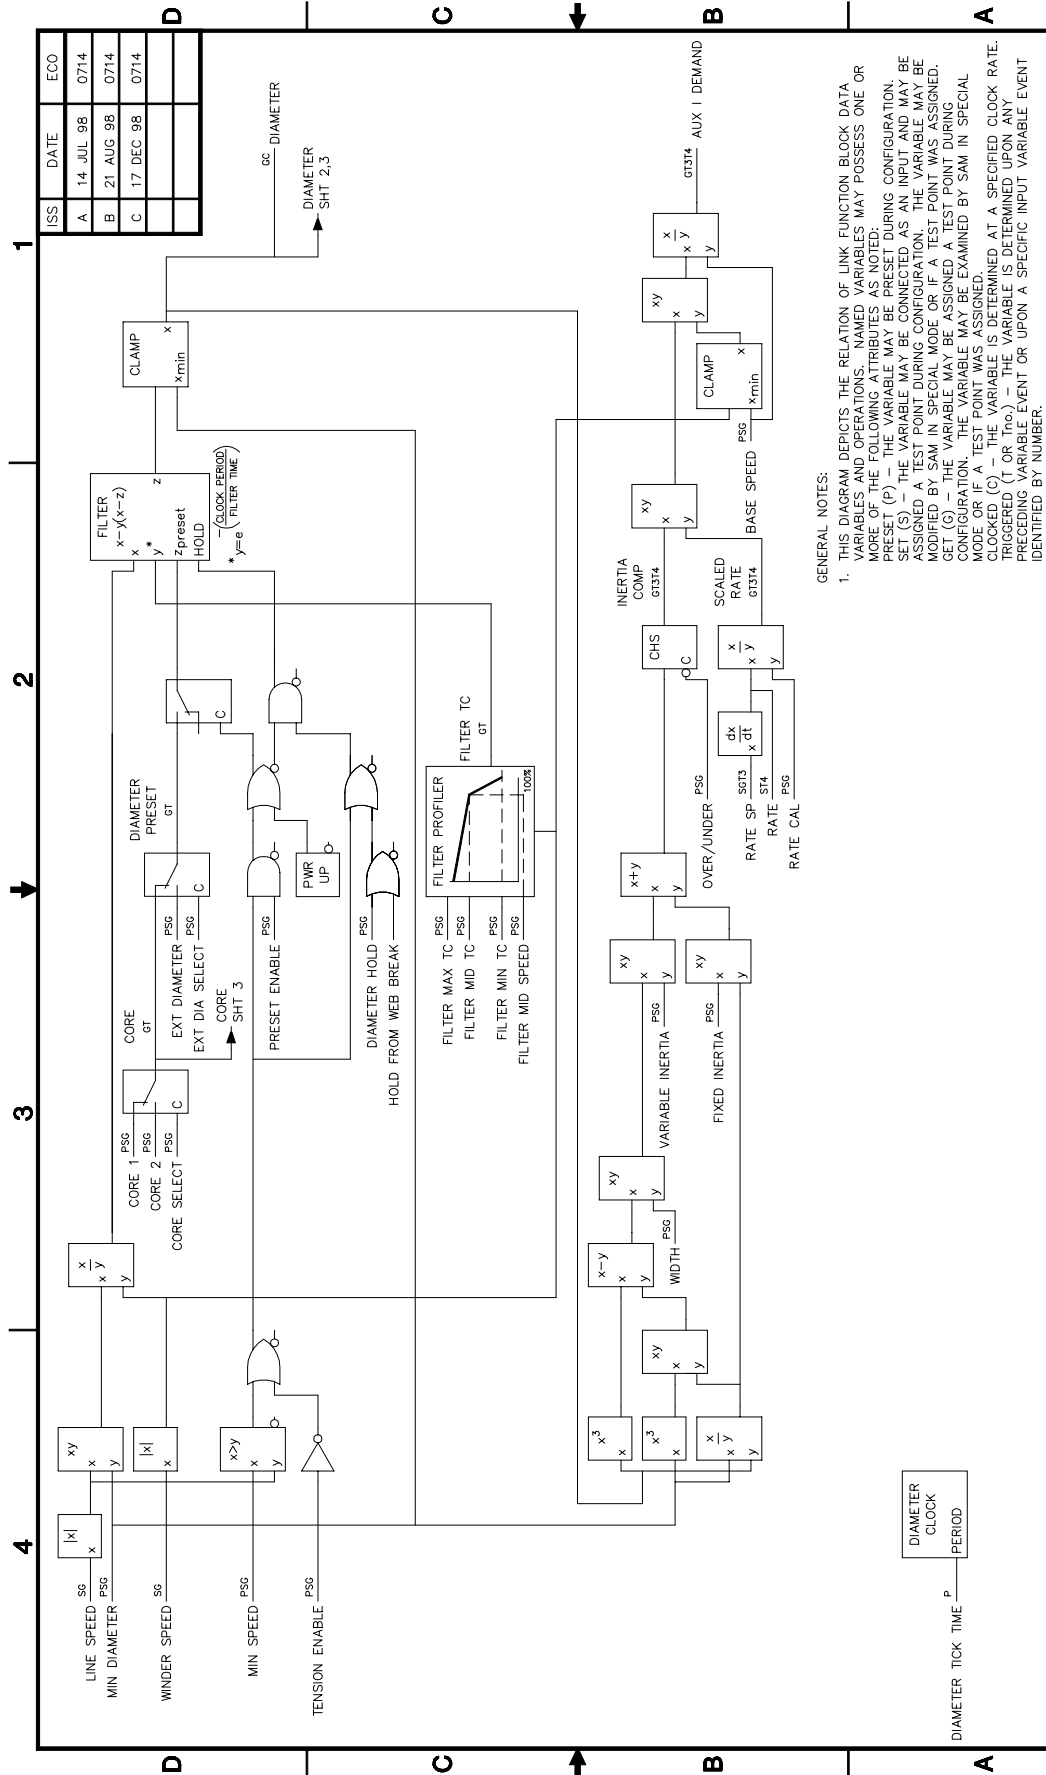 4
3
2
1
D
C
B
A
ISS DATE ECO
A 14 JUL 98 0714
B 21 AUG 98 0714
C 17 DEC 98 0714
LINE SPEED SG
MIN DIAMETER PSG
WINDER SPEED SG
MIN SPEED PSG
TENSION ENABLE PSG
|x|
x
xy
x
y
|x|
x
x>y
x
y
x
y
x
y
CORE 1 PSG
CORE 2 PSG
CORE SELECT PSG
C
CORE
GT
CORE
SHT 3
EXT DIAMETER PSG
EXT DIA SELECT PSG
C
DIAMETER
PRESET
GT
PRESET ENABLE PSG
PWR
UP
C
DIAMETER HOLD PSG
HOLD FROM WEB BREAK
FILTER MAX TC PSG
FILTER MID TC PSG
FILTER MIN TC PSG
FILTER MID SPEED PSG
FILTER PROFILER
100%
FILTER TC
GT
FILTER
x-y(x-z)
x
y *
zpreset
HOLD
z
* y=e -(CLOCK PERIOD / FILTER TIME)
CLAMP
xmin
x
GC DIAMETER
DIAMETER
SHT 2,3
x³
x
x³
x
x
y
x
y
xy
x
y
x-y
x
y
WIDTH PSG
xy
x
y
VARIABLE INERTIA PSG
FIXED INERTIA PSG
xy
x
y
xy
x
y
x+y
x
y
OVER/UNDER PSG
RATE SP SGT3
RATE ST4
RATE CAL PSG
dx
dt
x
CHS
C
x
y
x
y
INERTIA
COMP
GT3T4
SCALED
RATE
GT3T4
xy
x
y
BASE SPEED PSG
CLAMP
xmin
x
xy
x
y
x
y
x
y
GT3T4 AUX I DEMAND
DIAMETER TICK TIME P
DIAMETER
CLOCK
PERIOD
GENERAL NOTES:
1. THIS DIAGRAM DEPICTS THE RELATION OF LINK FUNCTION BLOCK DATA
VARIABLES AND OPERATIONS. NAMED VARIABLES MAY POSSESS ONE OR
MORE OF THE FOLLOWING ATTRIBUTES AS NOTED:
PRESET (P) – THE VARIABLE MAY BE PRESET DURING CONFIGURATION.
SET (S) – THE VARIABLE MAY BE CONNECTED AS AN INPUT AND MAY BE
ASSIGNED A TEST POINT DURING CONFIGURATION. THE VARIABLE MAY BE
MODIFIED BY SAM IN SPECIAL MODE OR IF A TEST POINT WAS ASSIGNED.
GET (G) – THE VARIABLE MAY BE ASSIGNED A TEST POINT DURING
CONFIGURATION. THE VARIABLE MAY BE EXAMINED BY SAM IN SPECIAL
MODE OR IF A TEST POINT WAS ASSIGNED.
CLOCKED (C) – THE VARIABLE IS DETERMINED AT A SPECIFIED CLOCK RATE.
TRIGGERED (T OR Tno.) – THE VARIABLE IS DETERMINED UPON ANY
PRECEDING VARIABLE EVENT OR UPON A SPECIFIC INPUT VARIABLE EVENT
IDENTIFIED BY NUMBER.
D
C
B
A